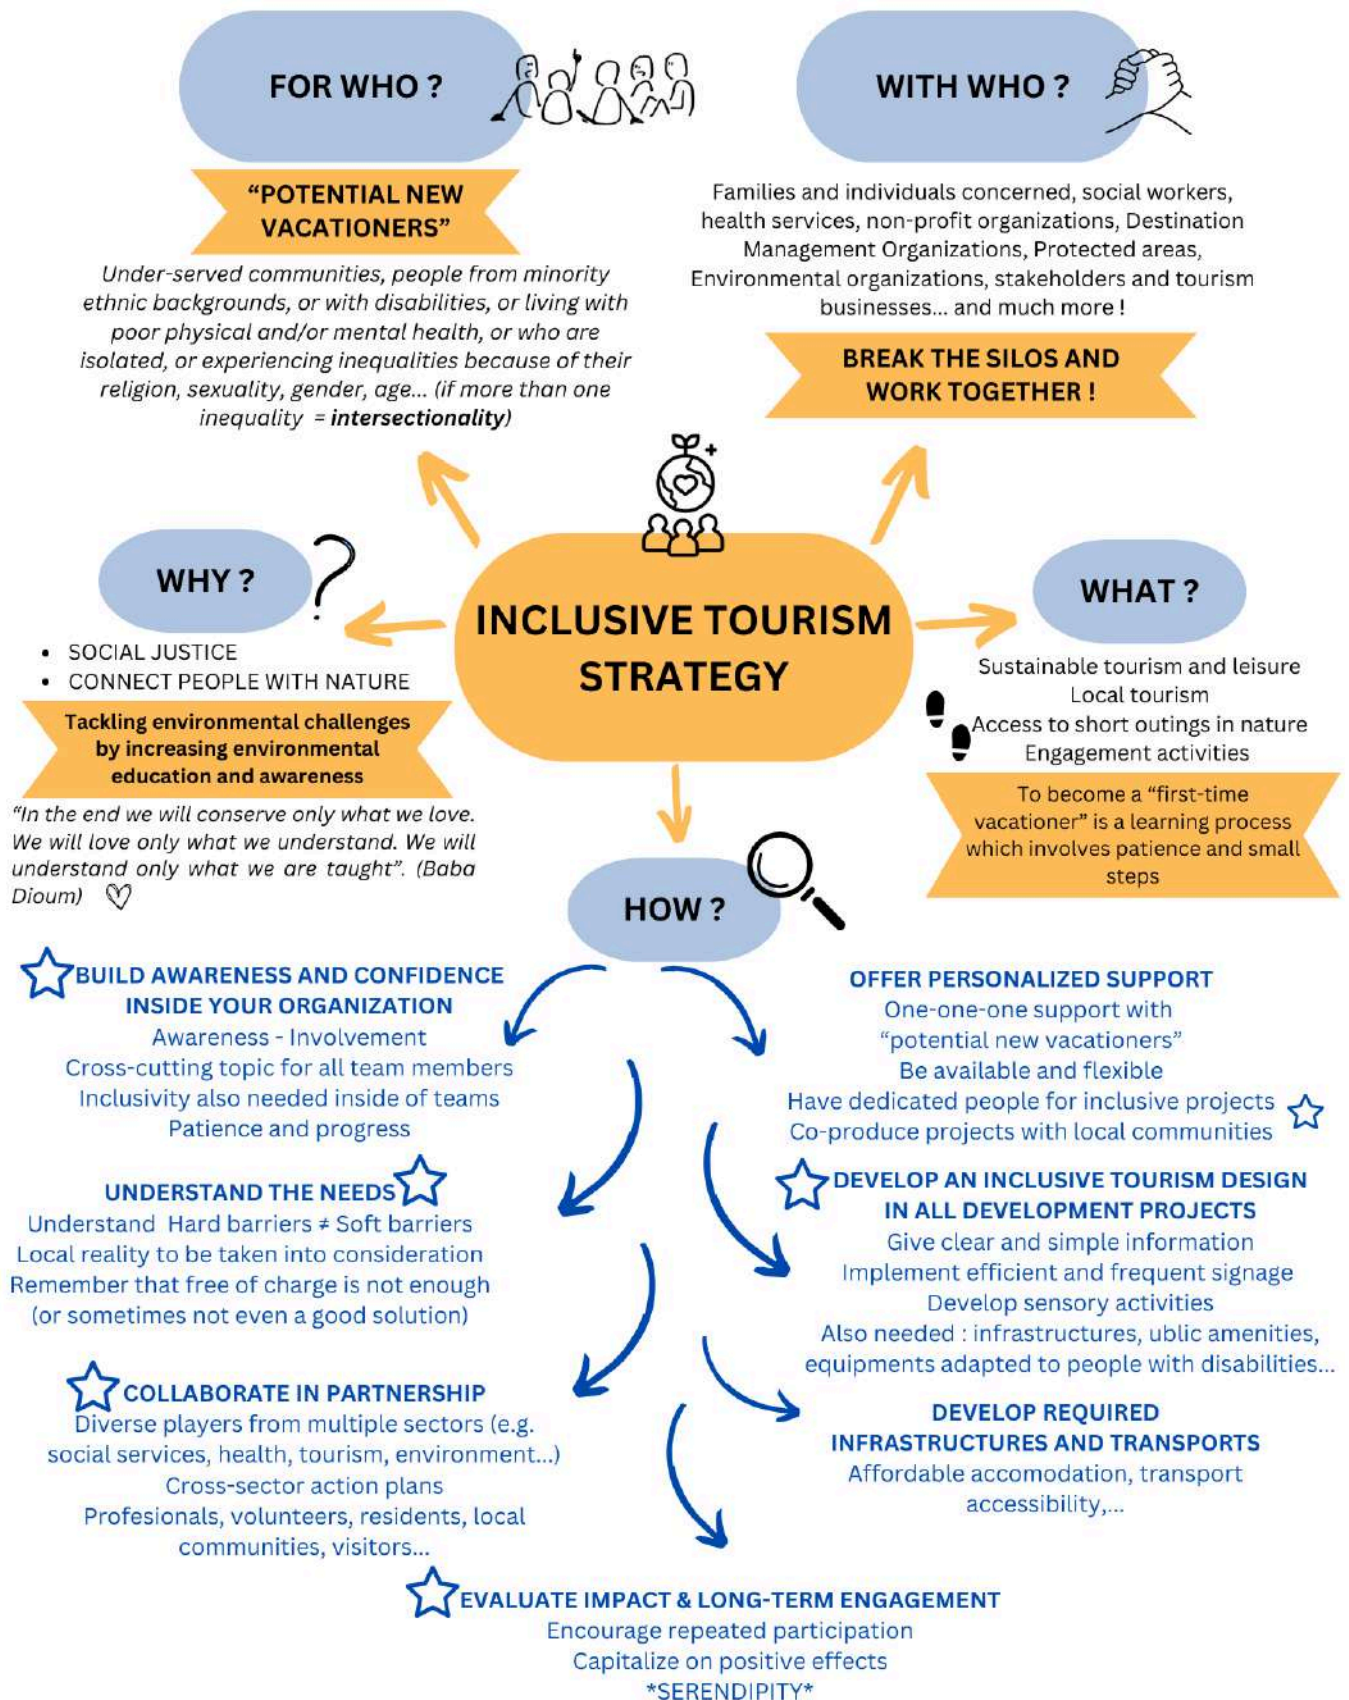 FOR WHO ?
“POTENTIAL NEW
VACATIONERS”
Under-served communities, people from minority
ethnic backgrounds, or with disabilities, or living with
poor physical and/or mental health, or who are
isolated, or experiencing inequalities because of their
religion, sexuality, gender, age... (if more than one
inequality = intersectionality)
WITH WHO ?
Families and individuals concerned, social workers,
health services, non-profit organizations, Destination
Management Organizations, Protected areas,
Environmental organizations, stakeholders and tourism
businesses... and much more !
BREAK THE SILOS AND
WORK TOGETHER !
INCLUSIVE TOURISM
STRATEGY
WHY ?
?
• SOCIAL JUSTICE
• CONNECT PEOPLE WITH NATURE
Tackling environmental challenges
by increasing environmental
education and awareness
“In the end we will conserve only what we love.
We will love only what we understand. We will
understand only what we are taught”. (Baba
Dioum)
WHAT ?
Sustainable tourism and leisure
Local tourism
Access to short outings in nature
Engagement activities
To become a “first-time
vacationer” is a learning process
which involves patience and small
steps
HOW ?
BUILD AWARENESS AND CONFIDENCE
INSIDE YOUR ORGANIZATION
Awareness - Involvement
Cross-cutting topic for all team members
Inclusivity also needed inside of teams
Patience and progress
UNDERSTAND THE NEEDS
Understand Hard barriers ≠ Soft barriers
Local reality to be taken into consideration
Remember that free of charge is not enough
(or sometimes not even a good solution)
COLLABORATE IN PARTNERSHIP
Diverse players from multiple sectors (e.g.
social services, health, tourism, environment...)
Cross-sector action plans
Profesionals, volunteers, residents, local
communities, visitors...
OFFER PERSONALIZED SUPPORT
One-one-one support with
“potential new vacationers”
Be available and flexible
Have dedicated people for inclusive projects
Co-produce projects with local communities
DEVELOP AN INCLUSIVE TOURISM DESIGN
IN ALL DEVELOPMENT PROJECTS
Give clear and simple information
Implement efficient and frequent signage
Develop sensory activities
Also needed : infrastructures, ublic amenities,
equipments adapted to people with disabilities...
DEVELOP REQUIRED
INFRASTRUCTURES AND TRANSPORTS
Affordable accomodation, transport
accessibility,...
EVALUATE IMPACT & LONG-TERM ENGAGEMENT
Encourage repeated participation
Capitalize on positive effects
*SERENDIPITY*